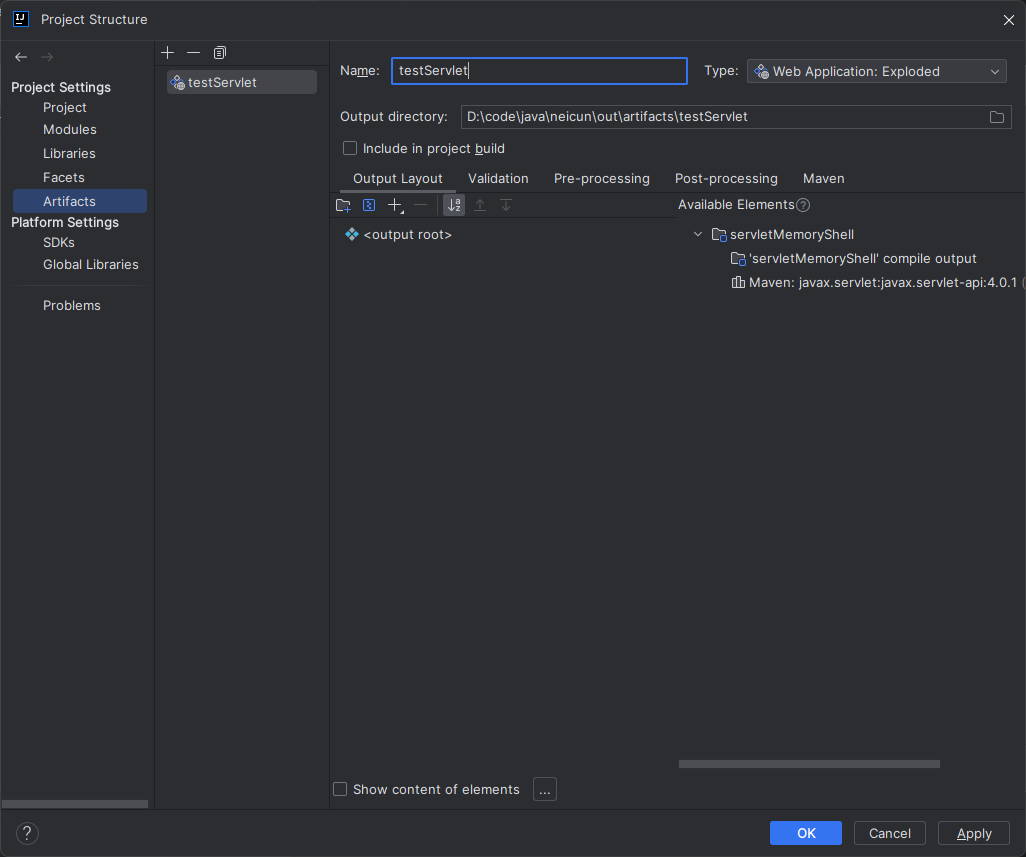 Project Structure
Project Settings
Project
Modules
Libraries
Facets
Artifacts
Platform Settings
SDKs
Global Libraries
Problems
testServlet
Name: testServlet Type: Web Application: Exploded
Output directory: D:\code\java\neicun\out\artifacts\testServlet
Include in project build
Output Layout Validation Pre-processing Post-processing Maven
Available Elements ?
<output root>
servletMemoryShell
'servletMemoryShell' compile output
Maven: javax.servlet:javax.servlet-api:4.0.1 (
Show content of elements ...
? OK Cancel Apply